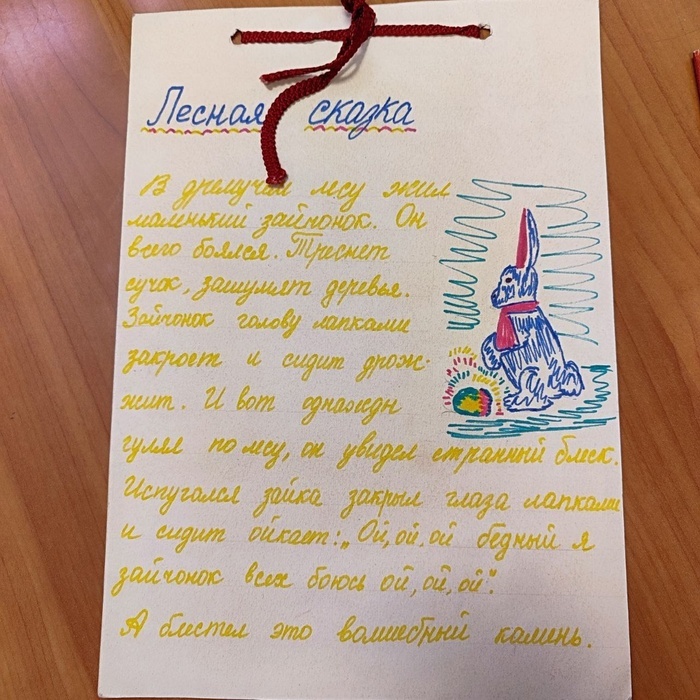 Лесная сказка
В дремучем лесу жил
маленький зайчонок. Он
всего боялся. Треснет
сучок, зашумят деревья.
Зайчонок голову лапками
закроет и сидит дрож-
жит. И вот однажды
гуляя по лесу, он увидел странный блеск.
Испугался зайка закрыл глаза лапками
и сидит ойкает: „Ой, ой, ой бедный я
зайчонок всех боюсь ой, ой, ой".
А блестел это волшебный камень.